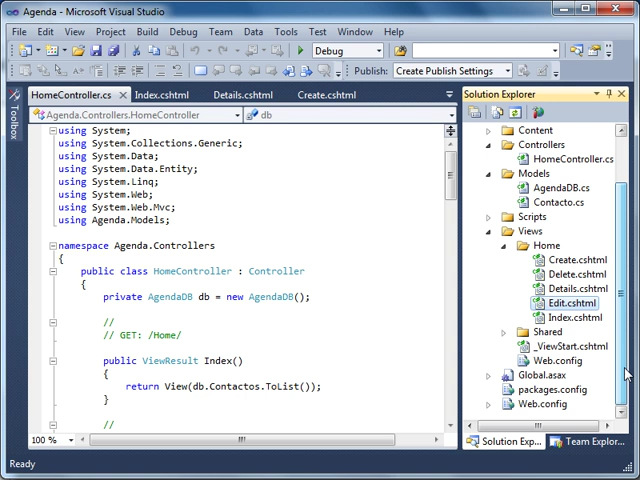 Agenda - Microsoft Visual Studio
File Edit View Project Build Debug Team Data Tools Test Window Help
Debug
Publish: Create Publish Settings
HomeController.cs Index.cshtml Details.cshtml Create.cshtml
Agenda.Controllers.HomeController db
Toolbox
using System;
using System.Collections.Generic;
using System.Data;
using System.Data.Entity;
using System.Linq;
using System.Web;
using System.Web.Mvc;
using Agenda.Models;
namespace Agenda.Controllers
{
public class HomeController : Controller
{
private AgendaDB db = new AgendaDB();
//
// GET: /Home/
public ViewResult Index()
{
return View(db.Contactos.ToList());
}
//
100 %
Solution Explorer
Content
Controllers
HomeController.cs
Models
AgendaDB.cs
Contacto.cs
Scripts
Views
Home
Create.cshtml
Delete.cshtml
Details.cshtml
Edit.cshtml
Index.cshtml
Shared
_ViewStart.cshtml
Web.config
Global.asax
packages.config
Web.config
Solution Exp... Team Explor...
Ready